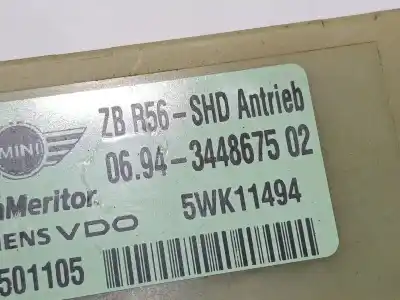 ZB R56-SHD Antrieb
MINI
06.94-3448675 02
Meritor.
5WK11494
ENS VDO
501105